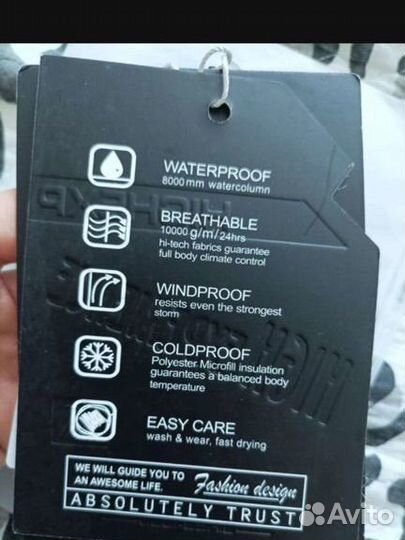 WATERPROOF
8000mm watercolumn
BREATHABLE
10000 g/m/24hrs
hi-tech fabrics guarantee
full body climate control
WINDPROOF
resists even the strongest
storm
COLDPROOF
Polyester Microfill insulation
guarantees a balanced body
temperature
EASY CARE
wash & wear, fast drying
WE WILL GUIDE YOU TO
AN AWESOME LIFE.
Fashion design
ABSOLUTELY TRUST
Avito